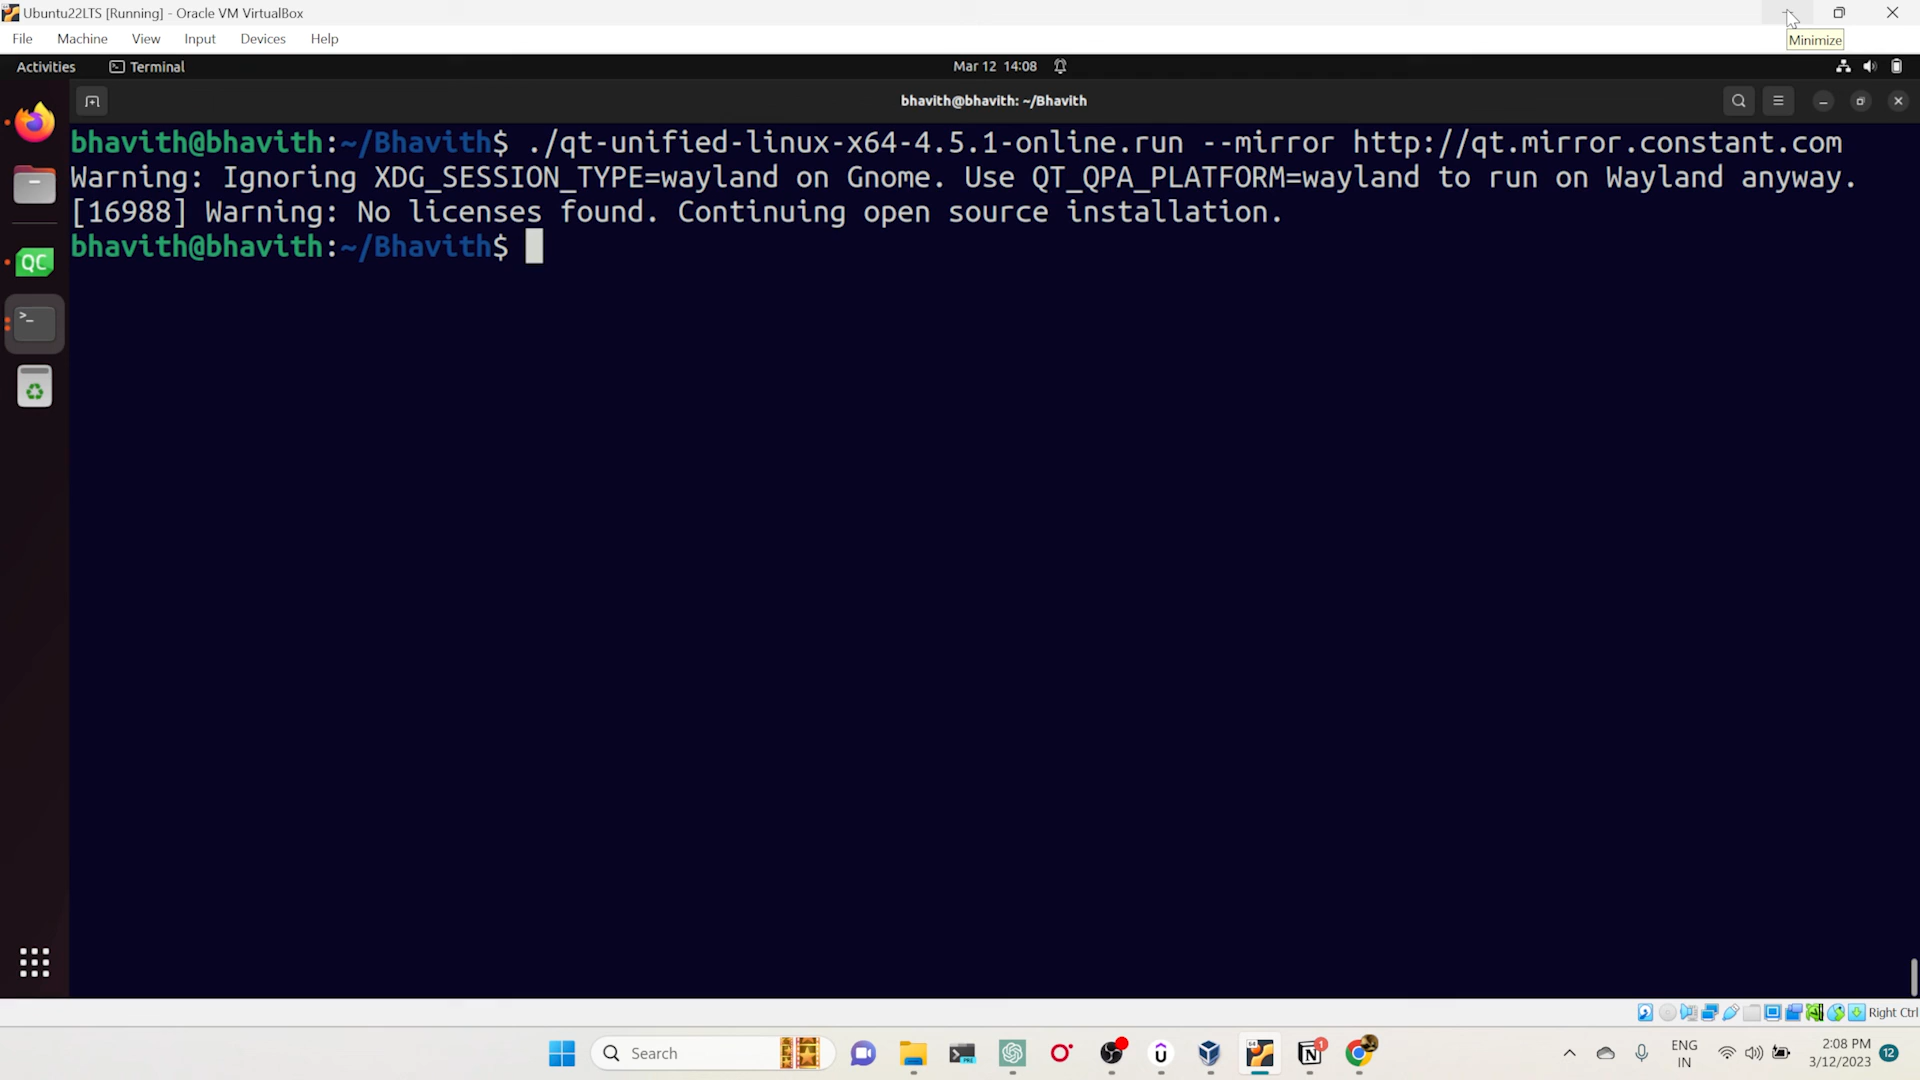 Ubuntu22LTS [Running] - Oracle VM VirtualBox
File Machine View Input Devices Help
Minimize
Activities Terminal Mar 12 14:08
bhavith@bhavith: ~/Bhavith
bhavith@bhavith:~/Bhavith$ ./qt-unified-linux-x64-4.5.1-online.run --mirror http://qt.mirror.constant.com
Warning: Ignoring XDG_SESSION_TYPE=wayland on Gnome. Use QT_QPA_PLATFORM=wayland to run on Wayland anyway.
[16988] Warning: No licenses found. Continuing open source installation.
bhavith@bhavith:~/Bhavith$
QC
Right Ctrl
Search
ENG
IN
2:08 PM
3/12/2023
12